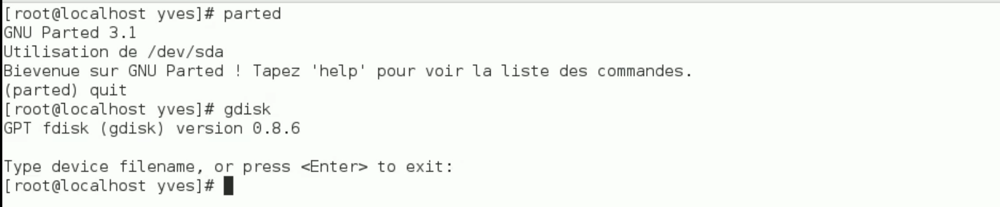 [root@localhost yves]# parted
GNU Parted 3.1
Utilisation de /dev/sda
Bievenue sur GNU Parted ! Tapez 'help' pour voir la liste des commandes.
(parted) quit
[root@localhost yves]# gdisk
GPT fdisk (gdisk) version 0.8.6
Type device filename, or press <Enter> to exit:
[root@localhost yves]#